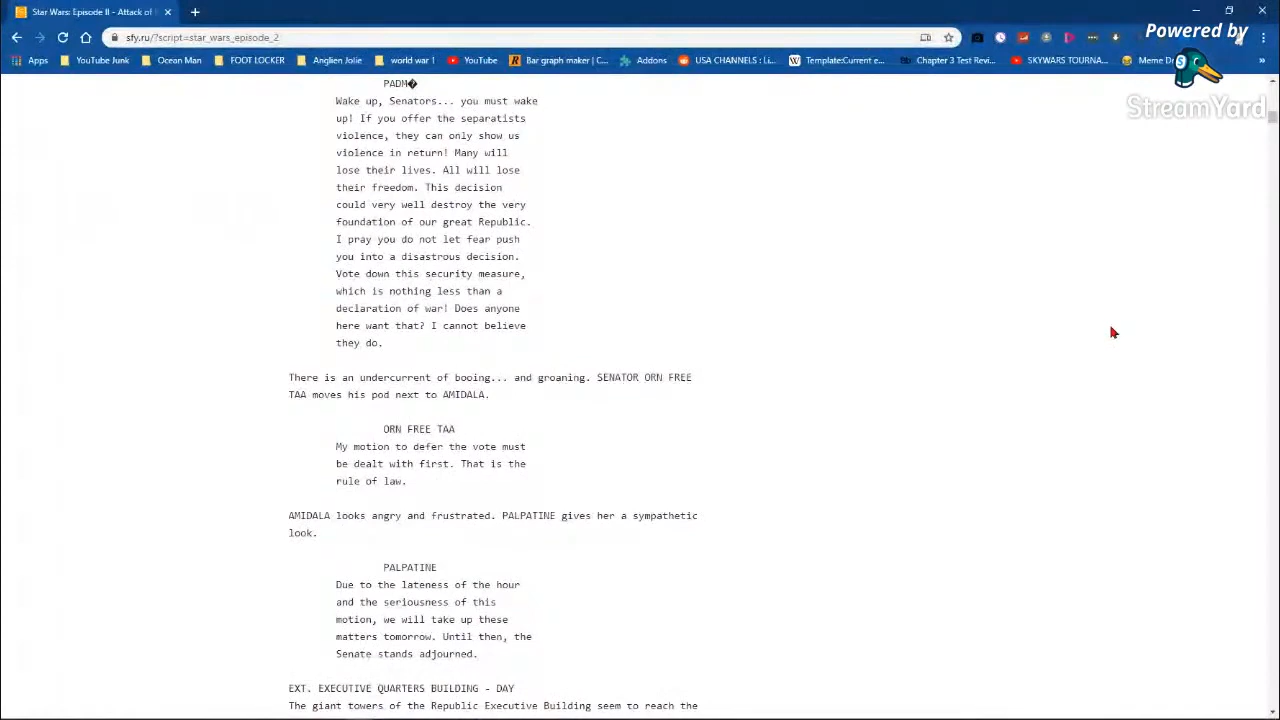 Star Wars: Episode II - Attack of
sfy.ru/?script=star_wars_episode_2
Powered by
Apps YouTube Junk Ocean Man FOOT LOCKER Anglien Jolie world war I YouTube Bar graph maker | C... Addons USA CHANNELS : Li... Template:Current e... Chapter 3 Test Revi... SKYWARS TOURNA... Meme De
StreamYard
PADM�
Wake up, Senators... you must wake
up! If you offer the separatists
violence, they can only show us
violence in return! Many will
lose their lives. All will lose
their freedom. This decision
could very well destroy the very
foundation of our great Republic.
I pray you do not let fear push
you into a disastrous decision.
Vote down this security measure,
which is nothing less than a
declaration of war! Does anyone
here want that? I cannot believe
they do.
There is an undercurrent of booing... and groaning. SENATOR ORN FREE
TAA moves his pod next to AMIDALA.
ORN FREE TAA
My motion to defer the vote must
be dealt with first. That is the
rule of law.
AMIDALA looks angry and frustrated. PALPATINE gives her a sympathetic
look.
PALPATINE
Due to the lateness of the hour
and the seriousness of this
motion, we will take up these
matters tomorrow. Until then, the
Senate stands adjourned.
EXT. EXECUTIVE QUARTERS BUILDING - DAY
The giant towers of the Republic Executive Building seem to reach the